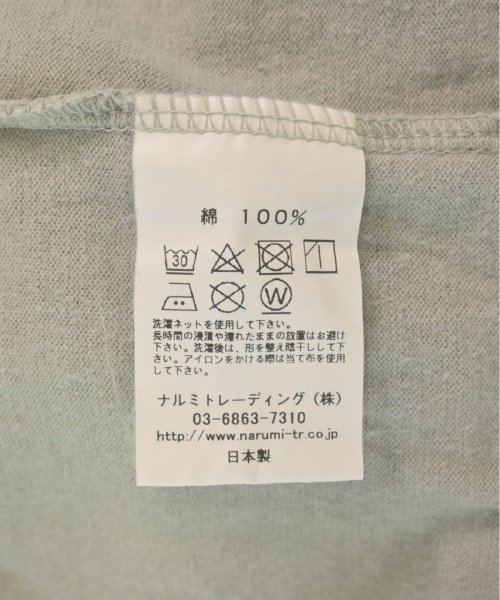 綿 100%
30
W
洗濯ネットを使用して下さい。
長時間の浸漬や濡れたままの放置はお避け
下さい。洗濯後は、形を整え陰干しして下
さい。アイロンをかける際は当て布を使用
して下さい。
ナルミトレーディング(株)
03-6863-7310
http://www.narumi-tr.co.jp
日本製